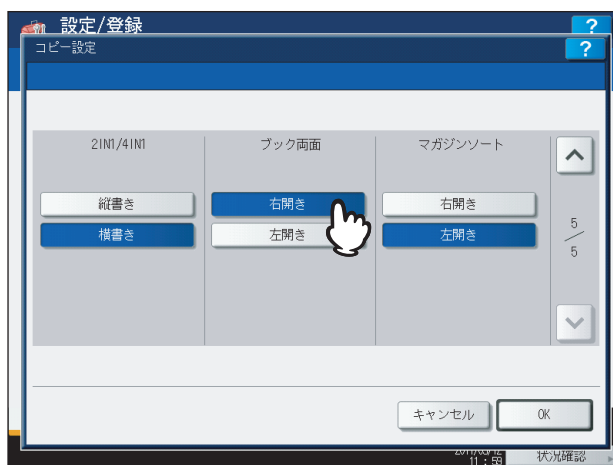 設定/登録
?
コピー設定
?
2IN1/4IN1
ブック両面
マガジンソート
縦書き
右開き
右開き
横書き
左開き
左開き
5
5
キャンセル
OK
11:59
状況確認